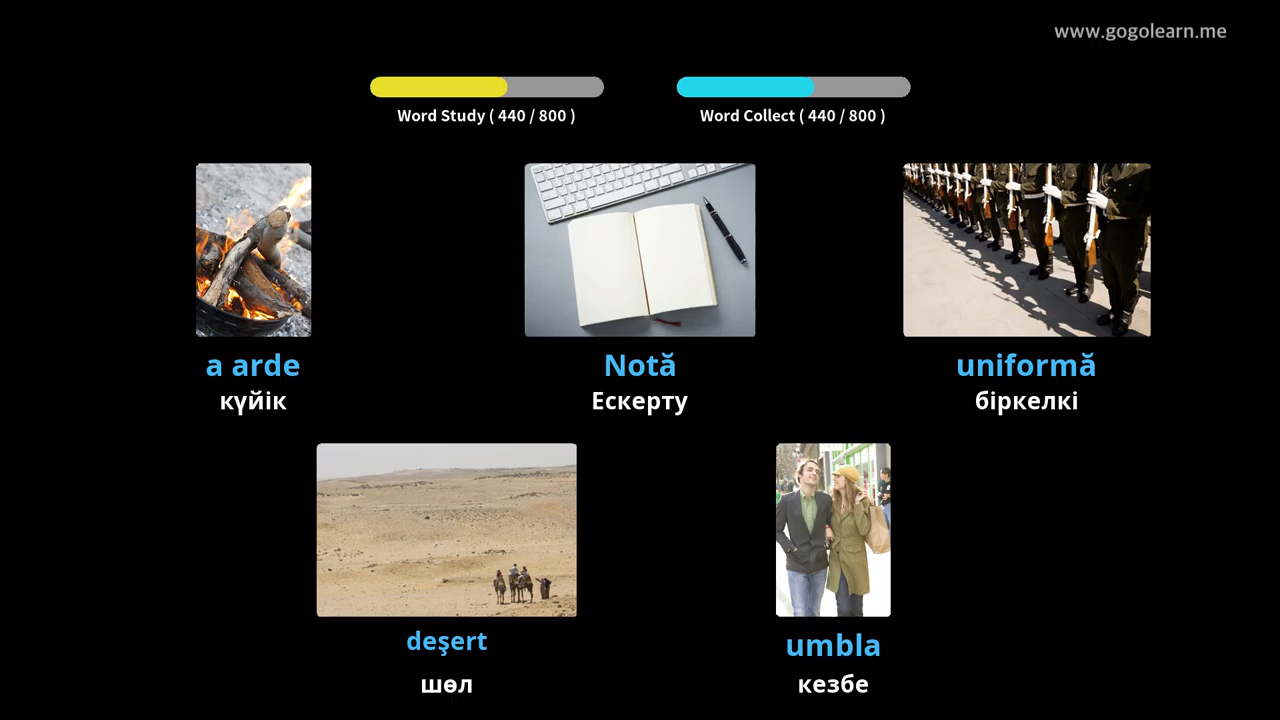 www.gogolearn.me
Word Study ( 440 / 800 )
Word Collect ( 440 / 800 )
a arde
күйік
Notă
Ескерту
uniformă
біркелкі
deşert
шөл
umbla
кезбе